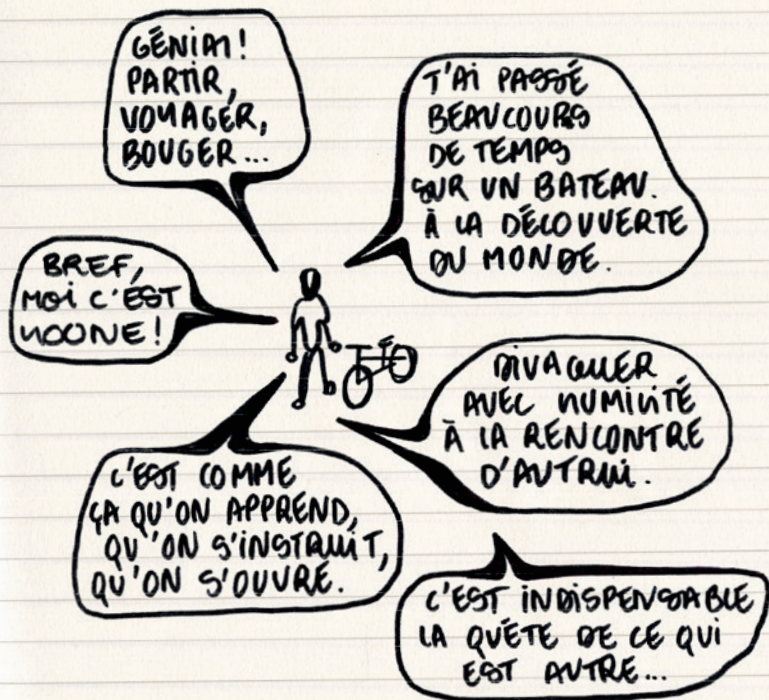 GÉNIAL!
PARTIR,
VOYAGER,
BOUGER...
J'AI PASSÉ
BEAUCOURS
DE TEMPS
SUR UN BATEAU.
À LA DÉCOUVERTE
DU MONDE.
BREF,
MOI C'EST
NOONE!
DIVAGUER
AVEC HUMILITÉ
À LA RENCONTRE
D'AUTRUI.
C'EST COMME
ÇA QU'ON APPREND,
QU'ON S'INSTRUIT,
QU'ON S'OUVRE.
C'EST INDISPENSABLE
LA QUÊTE DE CE QUI
EST AUTRE...